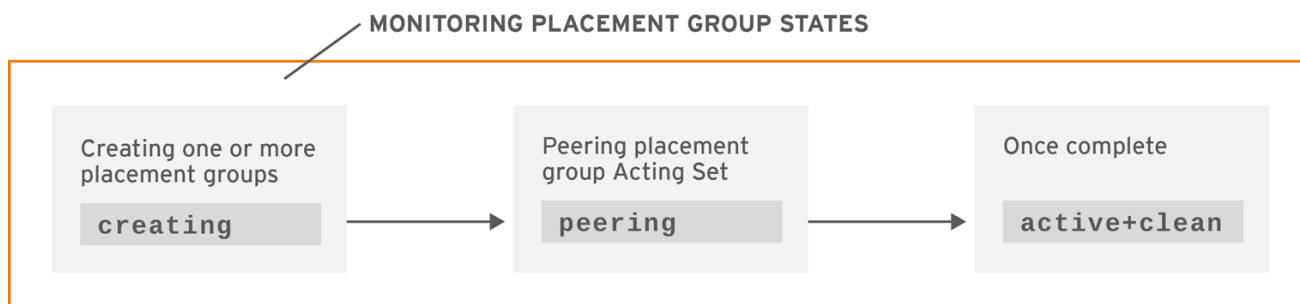 MONITORING PLACEMENT GROUP STATES
Creating one or more
placement groups
creating
Peering placement
group Acting Set
peering
Once complete
active+clean